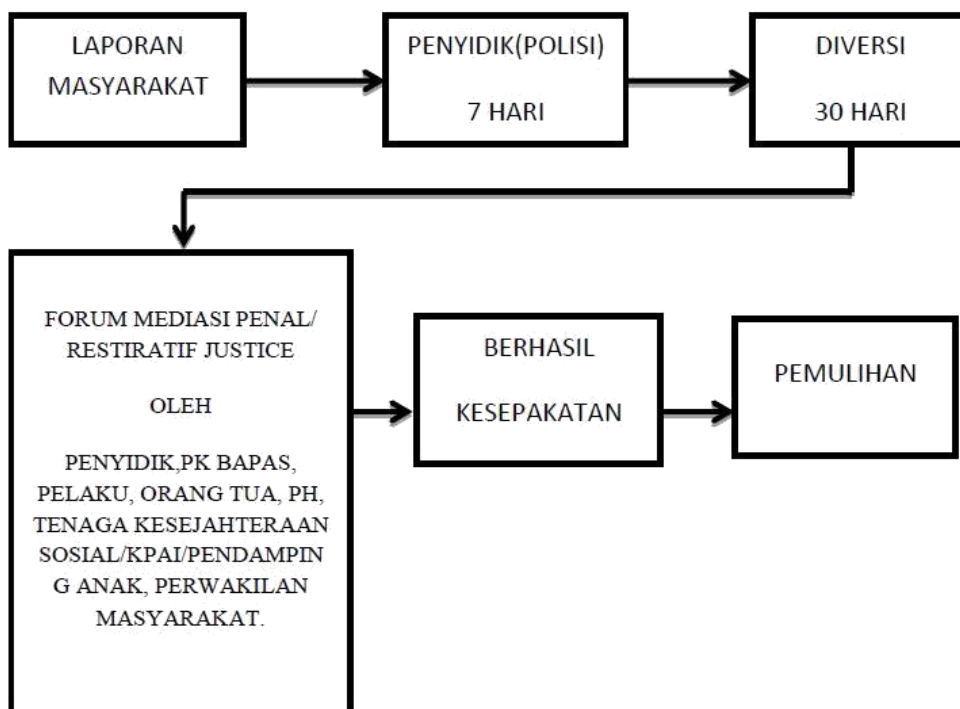 LAPORAN
MASYARAKAT
PENYIDIK(POLISI)
7 HARI
DIVERSI
30 HARI
FORUM MEDIASI PENAL/
RESTIRATIF JUSTICE
OLEH
PENYIDIK,PK BAPAS,
PELAKU, ORANG TUA, PH,
TENAGA KESEJAHTERAAN
SOSIAL/KPAI/PENDAMPIN
G ANAK, PERWAKILAN
MASYARAKAT.
BERHASIL
KESEPAKATAN
PEMULIHAN